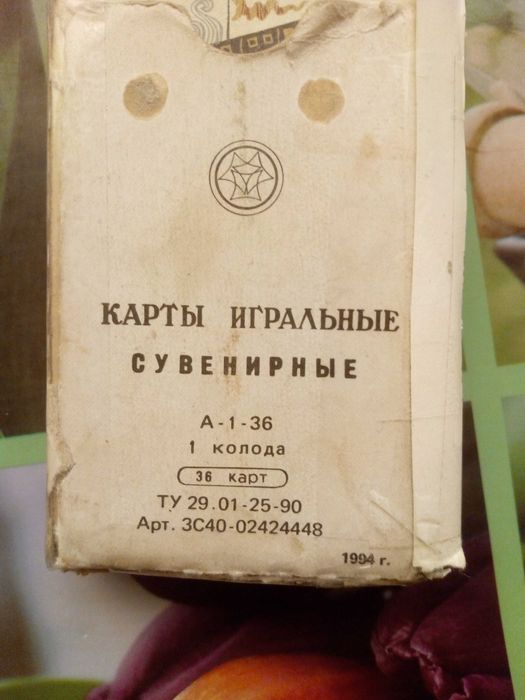 КАРТЫ ИГРАЛЬНЫЕ
СУВЕНИРНЫЕ
А-1-36
1 колода
36 карт
ТУ 29.01-25-90
Арт. 3С40-02424448
1994 г.